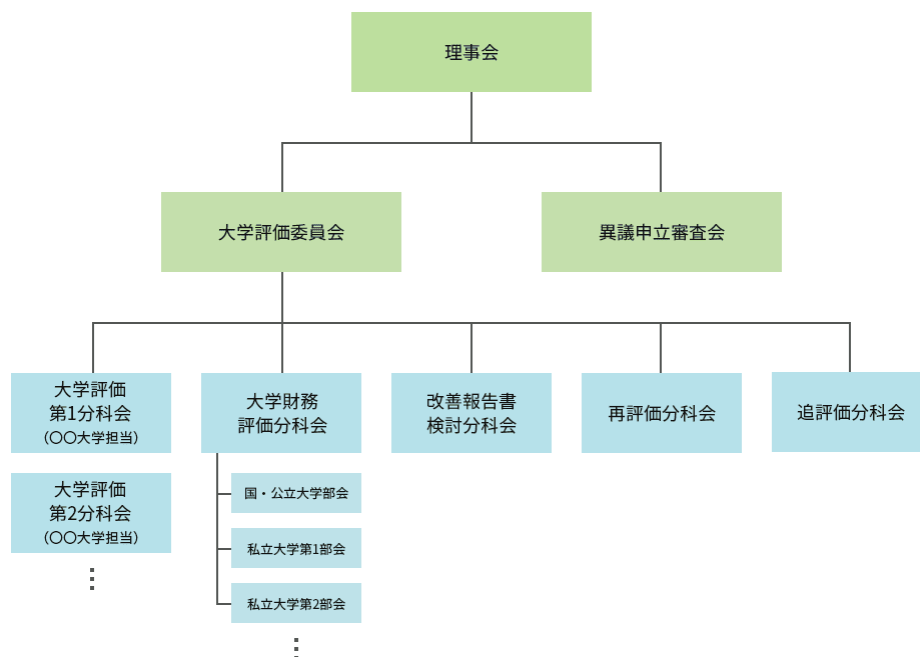 理事会
大学評価委員会
異議申立審査会
大学評価
第1分科会
（〇〇大学担当）
大学財務
評価分科会
改善報告書
検討分科会
再評価分科会
追評価分科会
大学評価
第2分科会
（〇〇大学担当）
国・公立大学部会
私立大学第1部会
私立大学第2部会